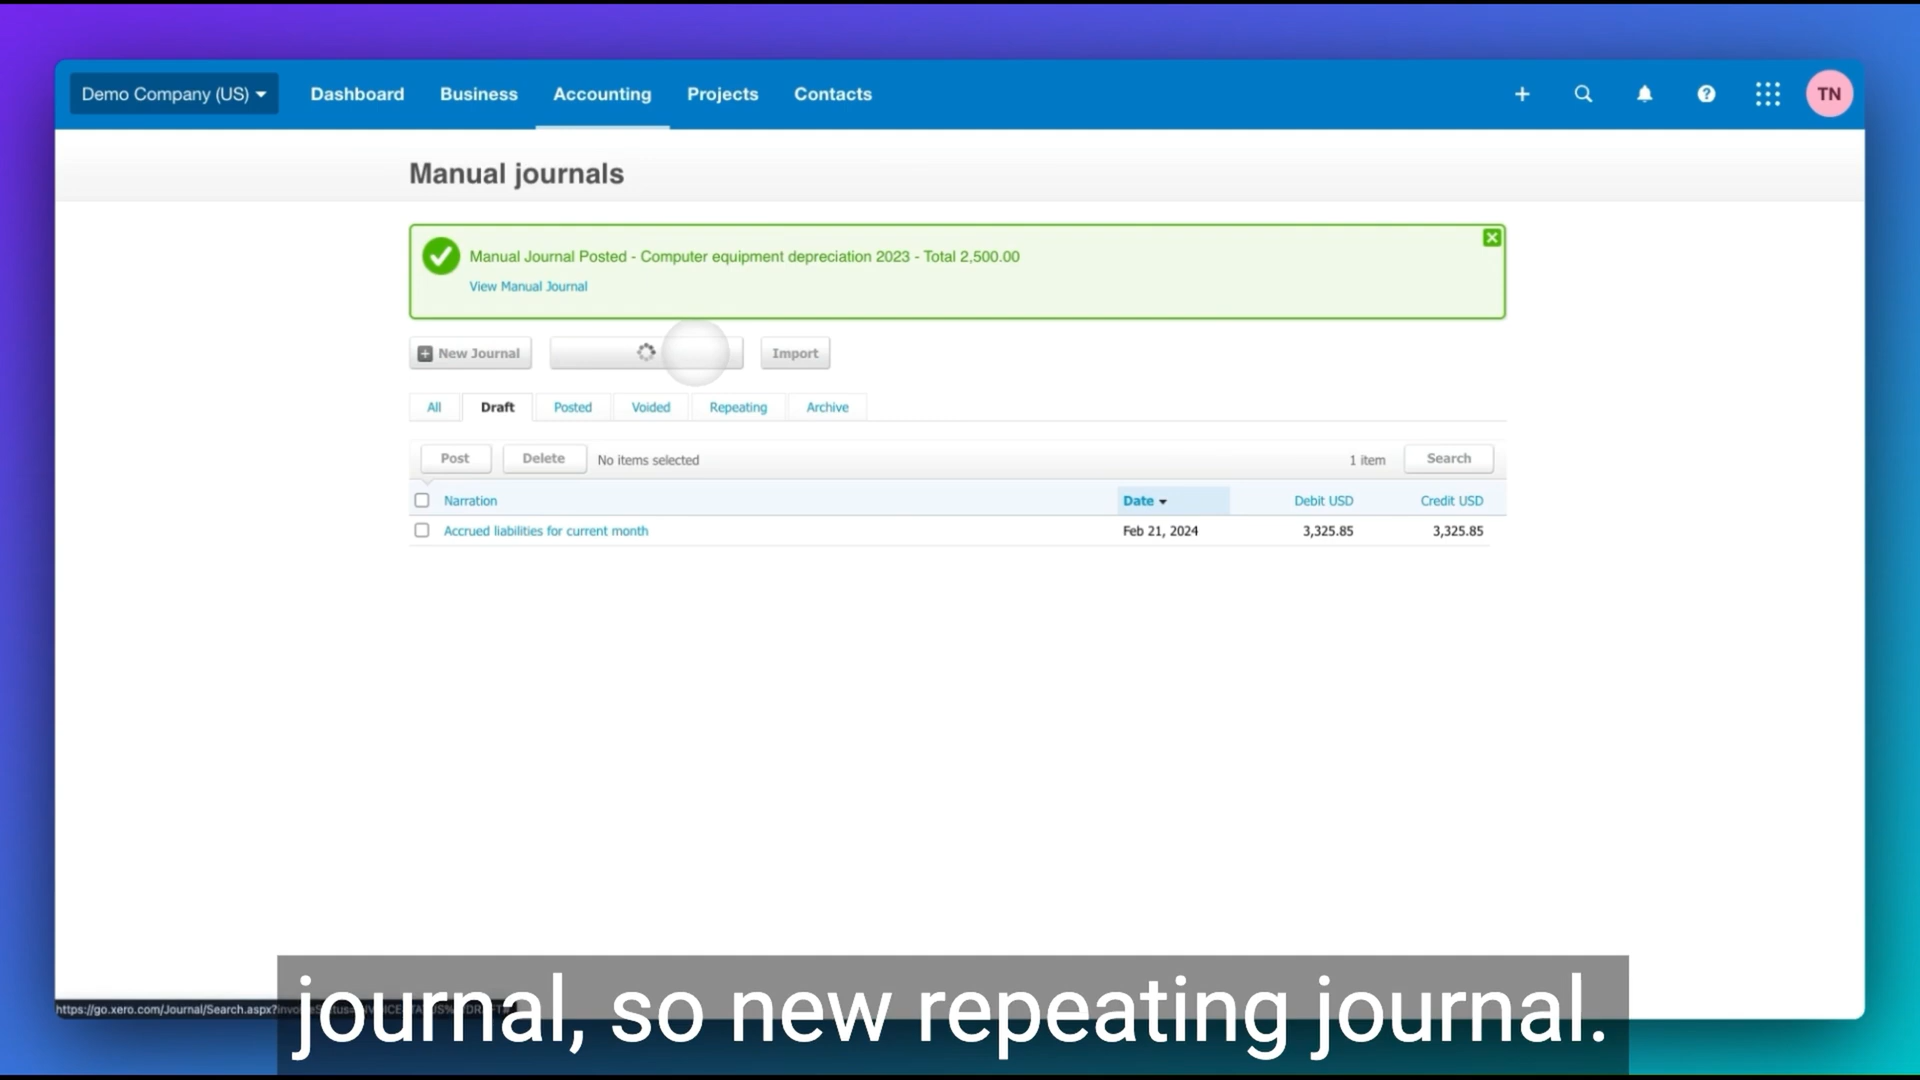 Demo Company (US)
Dashboard
Business
Accounting
Projects
Contacts
TN
Manual journals
Manual Journal Posted - Computer equipment depreciation 2023 - Total 2,500.00
View Manual Journal
New Journal
Import
All
Draft
Posted
Voided
Repeating
Archive
Post
Delete
No items selected
1 item
Search
Narration
Date
Debit USD
Credit USD
Accrued liabilities for current month
Feb 21, 2024
3,325.85
3,325.85
https://go.xero.com/Journal/Search.aspx?
journal, so new repeating journal.